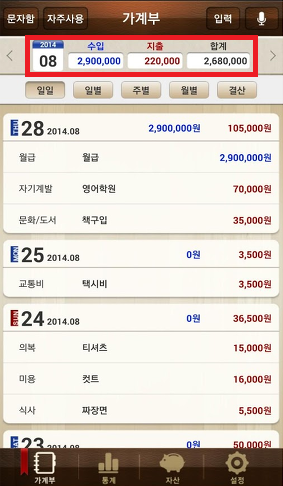 문자함 자주사용 가계부 입력
2014 수입 지출 합계
08 2,900,000 220,000 2,680,000
일일 일별 주별 월별 결산
THU 28 2014.08 2,900,000원 105,000원
월급 월급 2,900,000원
자기계발 영어학원 70,000원
문화/도서 책구입 35,000원
MON 25 2014.08 0원 3,500원
교통비 택시비 3,500원
SUN 24 2014.08 0원 36,500원
의복 티셔츠 15,000원
미용 컷트 16,000원
식사 짜장면 5,500원
23 2014.08 0원 50,000원
가계부 통계 자산 설정